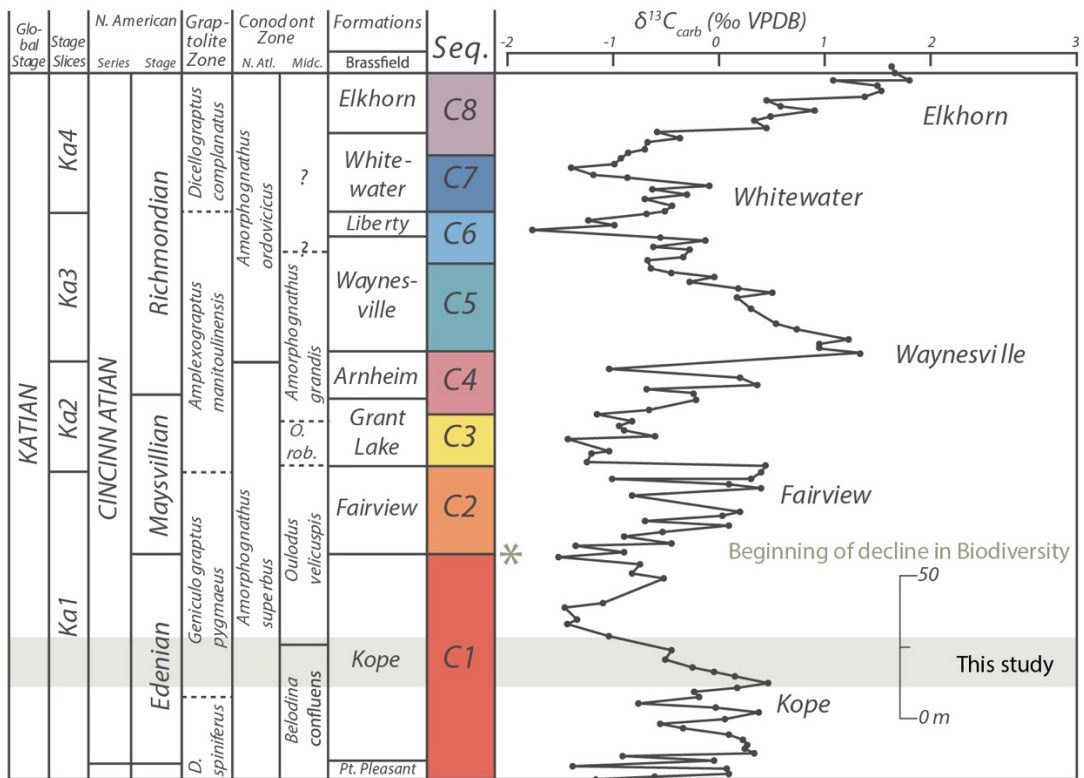 Glo-
bal
Stage
Stage
Slices
N. American
Series
Stage
Grap-
tolite
Zone
Conodont
Zone
N. Atl.
Midc.
Formations
Brassfield
Seq.
δ¹³C carb (‰ VPDB)
-2
-1
0
1
2
3
KATIAN
Ka4
Ka3
Ka2
Ka1
CINCINNATIAN
Richmondian
Maysvillian
Edenian
Dicellograptus
complanatus
Amplexograptus
manitoulinensis
Geniculograptus
pygmaeus
D.
spiniferus
Amorphognathus
ordovicicus
Amorphognathus
superbus
?
?
Amorphognathus
grandis
O.
rob.
Oulodus
velicuspis
Belodina
confluens
Elkhorn
White-
water
Liberty
Waynes-
ville
Arnheim
Grant
Lake
Fairview
Kope
Pt. Pleasant
C8
C7
C6
C5
C4
C3
C2
C1
Elkhorn
Whitewater
Waynesville
Fairview
*
Beginning of decline in Biodiversity
50
This study
Kope
0 m